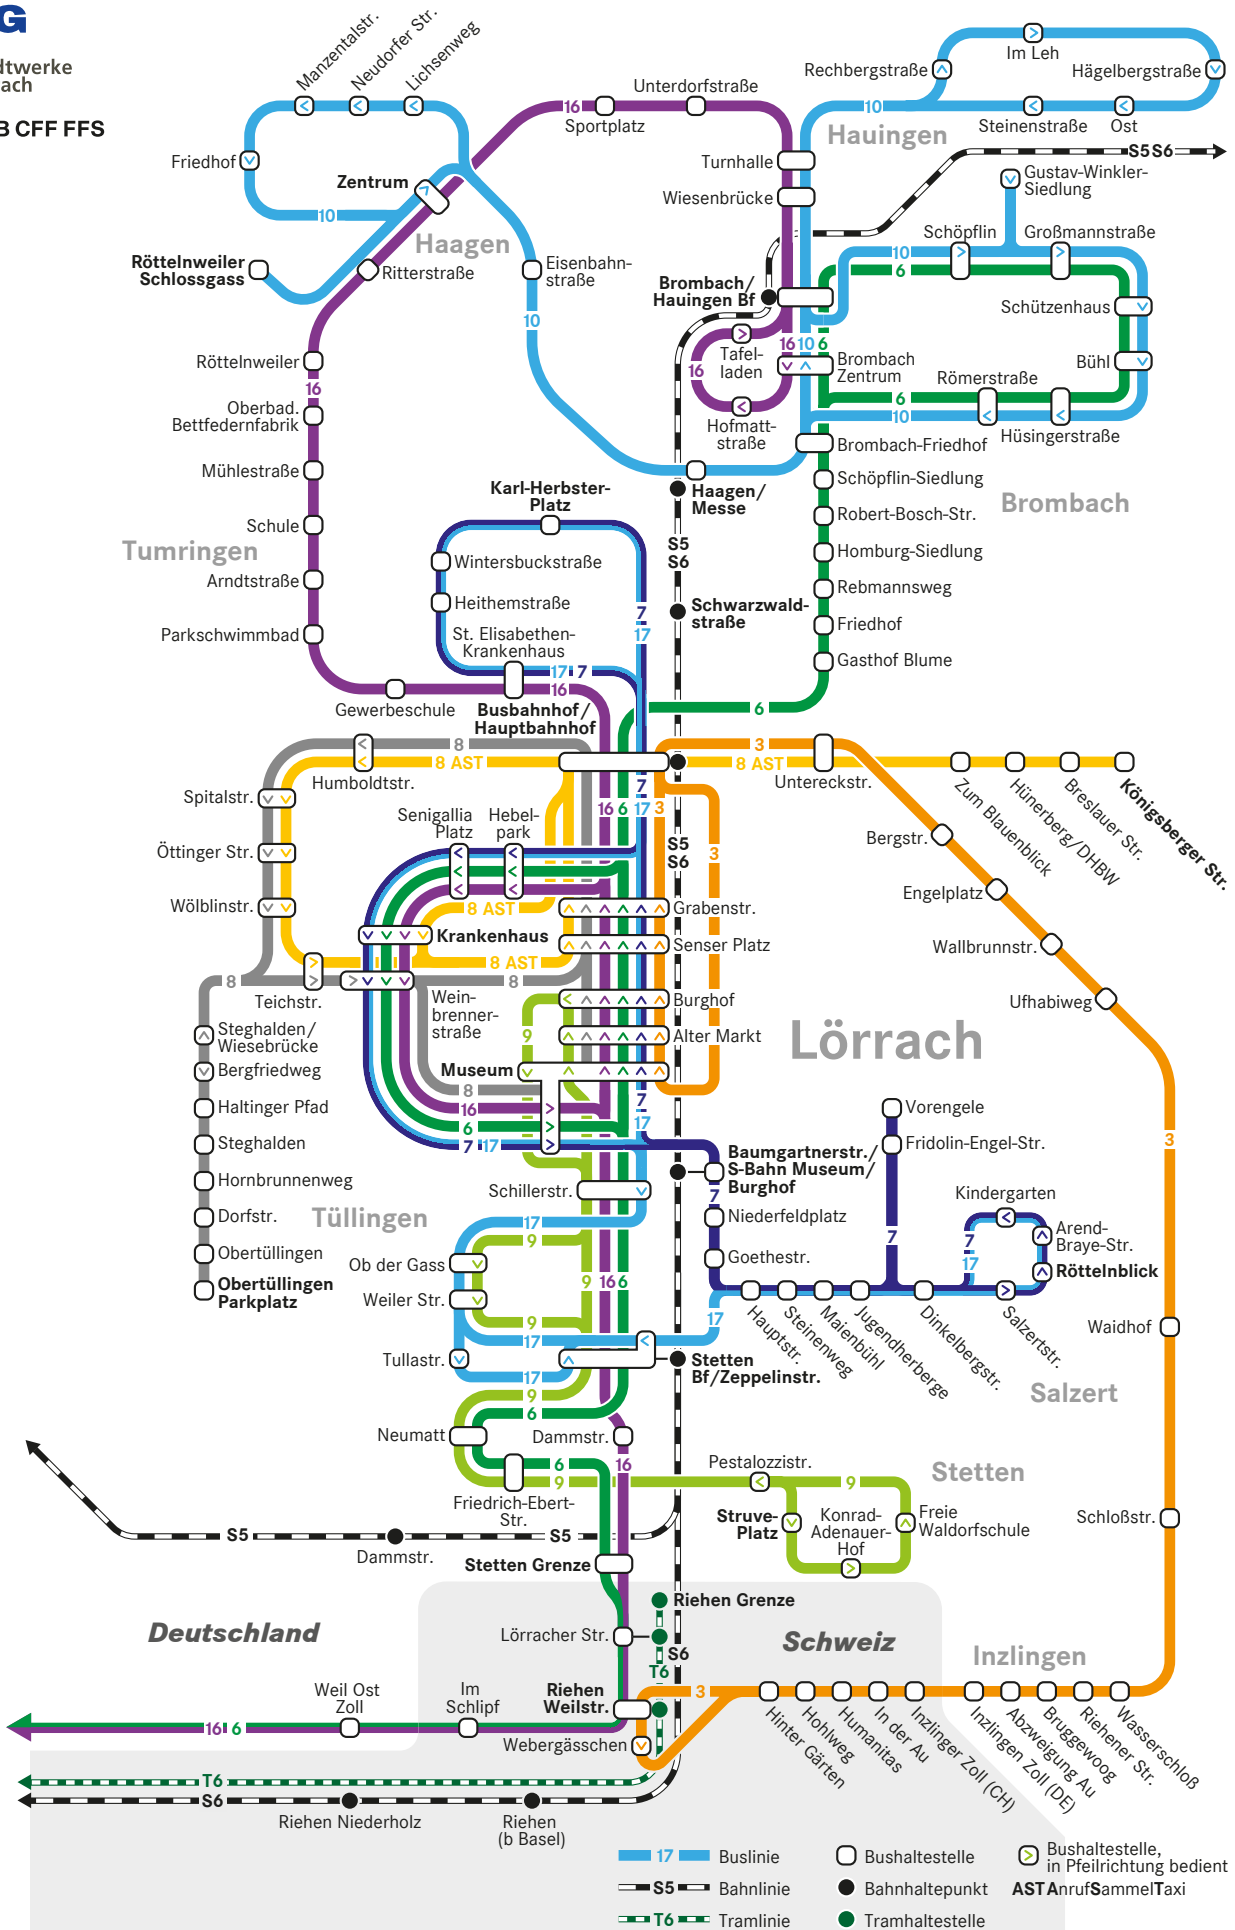 G
dtwerke
ach
B CFF FFS
Manzentalstr.
Neudorfer Str.
Lichsenweg
Friedhof
Zentrum
10
Haagen
Röttelnweiler
Schlossgass
Ritterstraße
Eisenbahn-
straße
10
16
Sportplatz
Unterdorfstraße
Turnhalle
Wiesenbrücke
Rechbergstraße
Im Leh
Hägelbergstraße
10
Steinenstraße
Ost
Hauingen
S5 S6
Gustav-Winkler-
Siedlung
Schöpflin
Großmannstraße
10
6
Brombach/
Hauingen Bf
Schützenhaus
Tafel-
laden
16 10 6
16
Brombach
Zentrum
Bühl
Römerstraße
6
10
Hofmatt-
straße
Hüsingerstraße
Brombach-Friedhof
Röttelnweiler
16
Oberbad.
Bettfedernfabrik
Mühlestraße
Schule
Tumringen
Arndtstraße
Parkschwimmbad
Haagen/
Messe
Schöpflin-Siedlung
Brombach
Robert-Bosch-Str.
Homburg-Siedlung
Rebmannsweg
Friedhof
Gasthof Blume
Karl-Herbster-
Platz
Wintersbuckstraße
Heithemstraße
St. Elisabethen-
Krankenhaus
S5
S6
Schwarzwald-
straße
7
17
17 7
16
Gewerbeschule
Busbahnhof/
Hauptbahnhof
6
8
8 AST
Humboldtstr.
3
8 AST
Untereckstr.
Zum Blauenblick
Hünerberg/DHBW
Breslauer Str.
Königsberger Str.
Spitalstr.
Senigallia
Platz
Hebel-
park
7
16 6 17 3
Bergstr.
Öttinger Str.
S5
S6
3
Engelplatz
Wölblinstr.
8 AST
Grabenstr.
Krankenhaus
Senser Platz
Wallbrunnstr.
8 AST
8
8
Teichstr.
Wein-
brenner-
straße
Burghof
Ufhabiweg
Steghalden/
Wiesebrücke
9
Alter Markt
Lörrach
Bergfriedweg
Museum
8
16
6
7 17
7
17
Haltinger Pfad
Steghalden
Hornbrunnenweg
Dorfstr.
Obertüllingen
Obertüllingen
Parkplatz
Tüllingen
Schillerstr.
Baumgartnerstr./
S-Bahn Museum/
Burghof
7
Niederfeldplatz
Goethestr.
Vorengele
Fridolin-Engel-Str.
3
Kindergarten
Arend-
Braye-Str.
7
7
17
Röttelnblick
17
9
Ob der Gass
9 16 6
Weiler Str.
9
17
17
Hauptstr.
Steinenweg
Maienbühl
Jugendherberge
Dinkelbergstr.
Salzertstr.
Waidhof
Tullastr.
Stetten
Bf/Zeppelinstr.
Salzert
17
9
6
Neumatt
Dammstr.
6
9
16
Friedrich-Ebert-
Str.
Pestalozzistr.
9
Stetten
Struve-
Platz
Konrad-
Adenauer-
Hof
Freie
Waldorfschule
Schloßstr.
S5
S5
Dammstr.
Stetten Grenze
Riehen Grenze
Deutschland
Lörracher Str.
S6
T6
Schweiz
Inzlingen
Weil Ost
Zoll
Im
Schlipf
Riehen
Weilstr.
3
16 6
Webergässchen
Hinter Gärten
Hohlweg
Humanitas
In der Au
Inzlinger Zoll (CH)
Inzlingen Zoll (DE)
Abzweigung Au
Bruggewoog
Riehener Str.
Wasserschloß
T6
S6
Riehen Niederholz
Riehen
(b Basel)
17 Buslinie
Bushaltestelle
Bushaltestelle,
in Pfeilrichtung bedient
S5 Bahnlinie
Bahnhaltepunkt
AST AnrufSammelTaxi
T6 Tramlinie
Tramhaltestelle